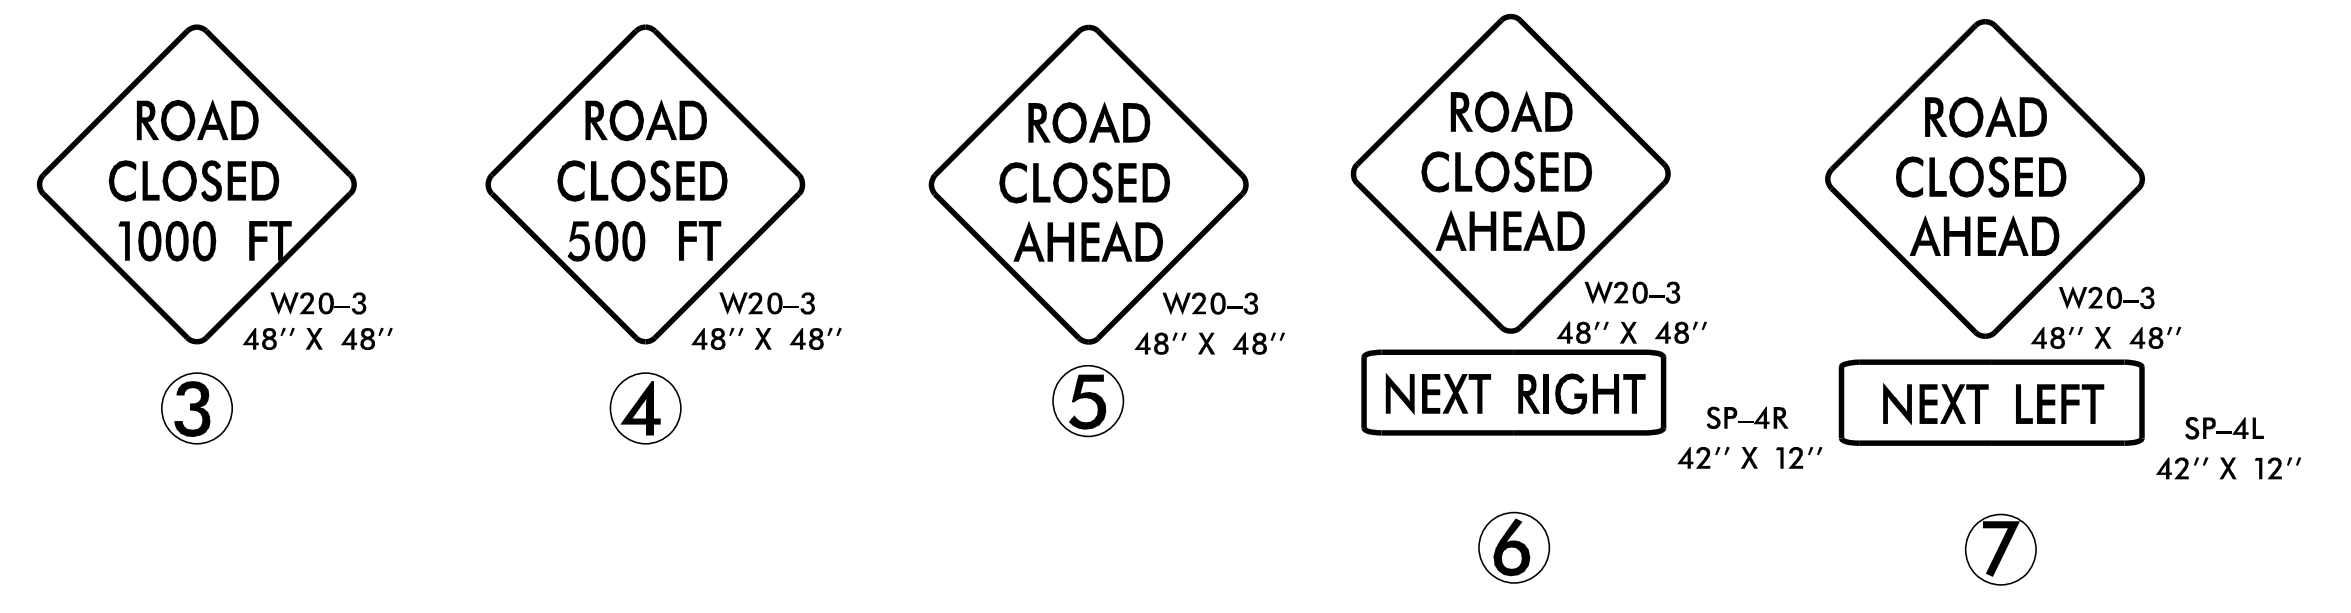 ROAD
CLOSED
1000 FT
W20–3
48'' X 48''
3
ROAD
CLOSED
500 FT
W20–3
48'' X 48''
4
ROAD
CLOSED
AHEAD
W20–3
48'' X 48''
5
ROAD
CLOSED
AHEAD
W20–3
48'' X 48''
NEXT RIGHT
SP–4R
42'' X 12''
6
ROAD
CLOSED
AHEAD
W20–3
48'' X 48''
NEXT LEFT
SP–4L
42'' X 12''
7